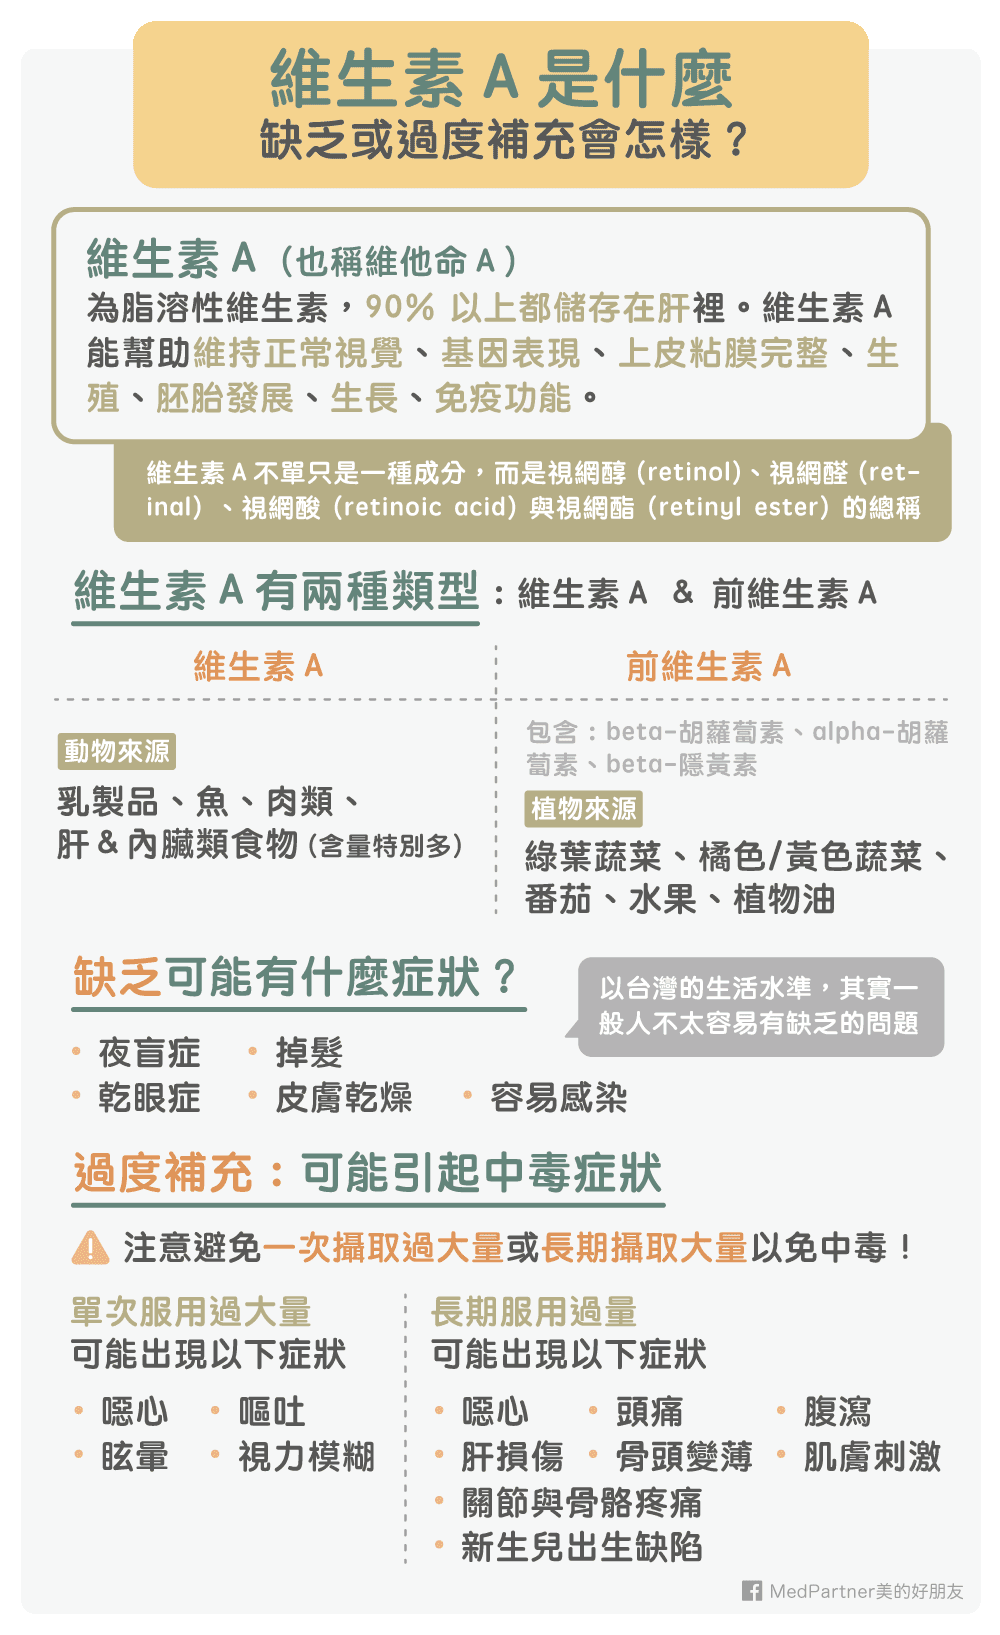 維生素 A 是什麼
缺乏或過度補充會怎樣？
維生素 A（也稱維他命 A）
為脂溶性維生素，90% 以上都儲存在肝裡。維生素 A
能幫助維持正常視覺、基因表現、上皮粘膜完整、生
殖、胚胎發展、生長、免疫功能。
維生素 A 不單只是一種成分，而是視網醇 (retinol)、視網醛 (ret-
inal) 、視網酸 (retinoic acid) 與視網酯 (retinyl ester) 的總稱
維生素 A 有兩種類型：維生素 A & 前維生素 A
維生素 A
動物來源
乳製品、魚、肉類、
肝 & 內臟類食物 (含量特別多)
前維生素 A
包含：beta-胡蘿蔔素、alpha-胡蘿
蔔素、beta-隱黃素
植物來源
綠葉蔬菜、橘色/黃色蔬菜、
番茄、水果、植物油
缺乏可能有什麼症狀？
以台灣的生活水準，其實一
般人不太容易有缺乏的問題
• 夜盲症 • 掉髮
• 乾眼症 • 皮膚乾燥 • 容易感染
過度補充：可能引起中毒症狀
注意避免一次攝取過大量或長期攝取大量以免中毒！
單次服用過大量
可能出現以下症狀
• 噁心 • 嘔吐
• 眩暈 • 視力模糊
長期服用過量
可能出現以下症狀
• 噁心 • 頭痛 • 腹瀉
• 肝損傷 • 骨頭變薄 • 肌膚刺激
• 關節與骨骼疼痛
• 新生兒出生缺陷
MedPartner美的好朋友